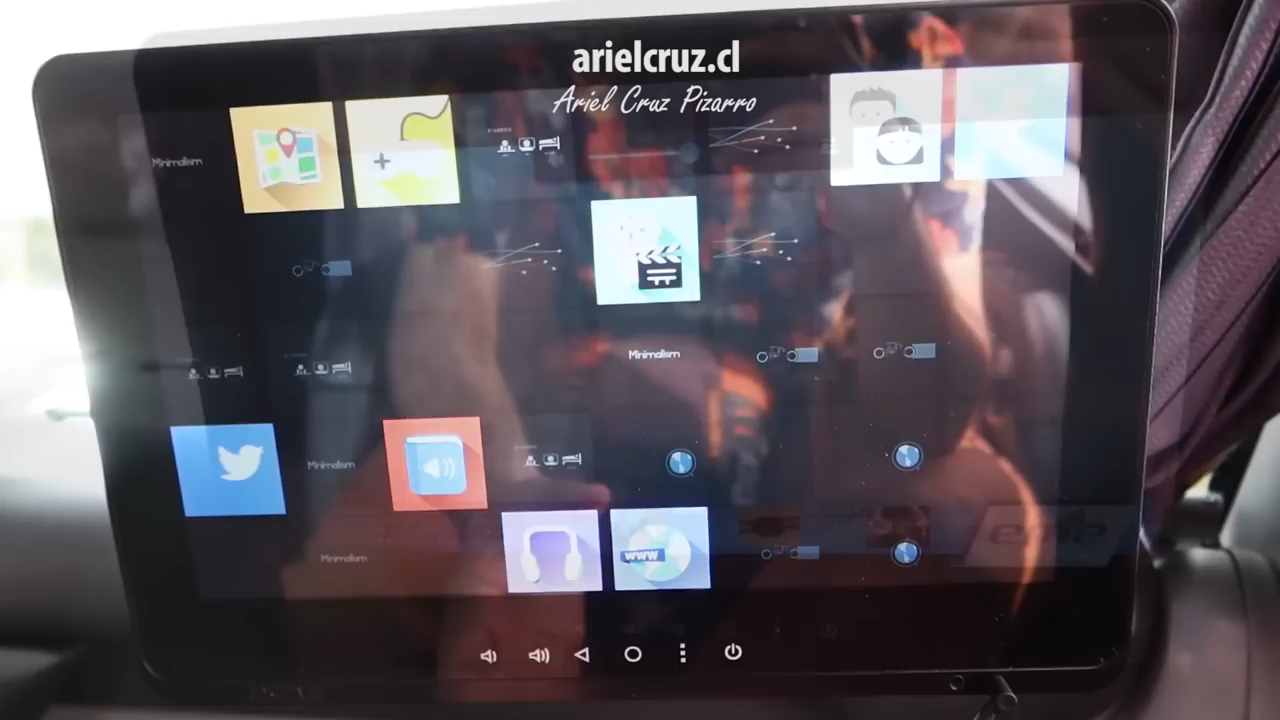 arielcruz.cl
Ariel Cruz Pizarro
Minimalism
Minimalism
Minimalism
www
Minimalism